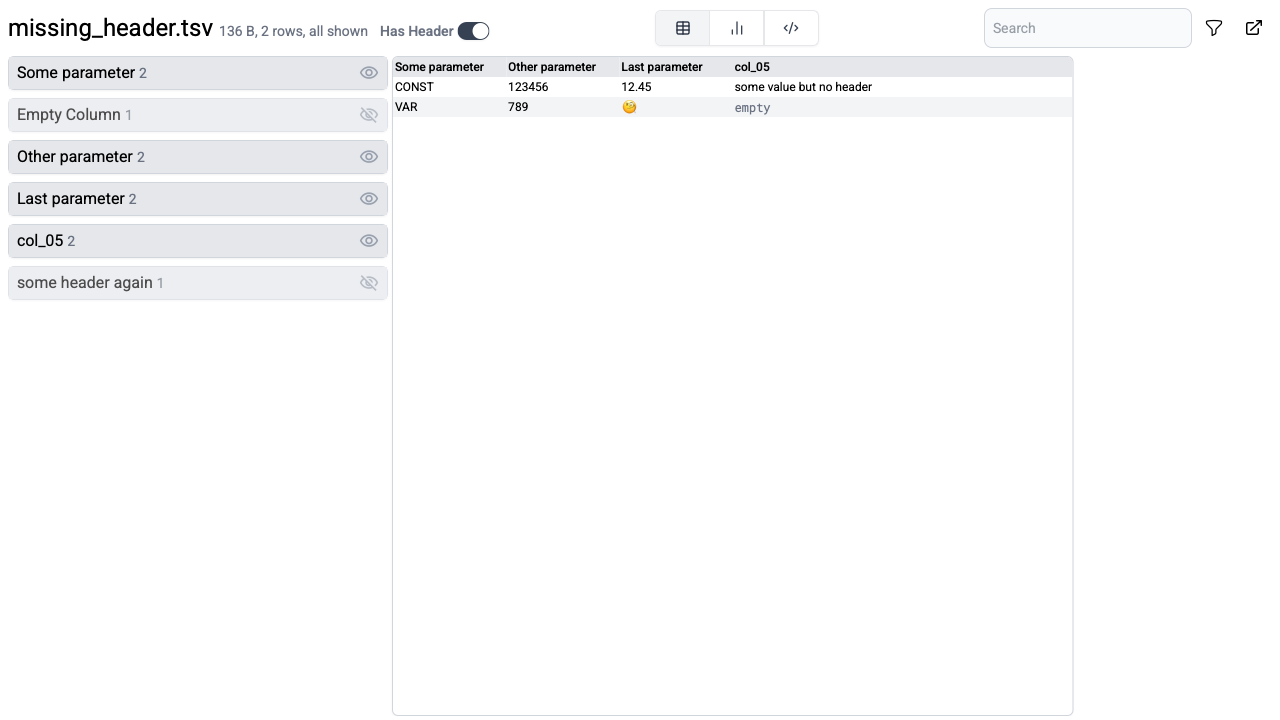 missing_header.tsv 136 B, 2 rows, all shown Has Header </> Search
Some parameter 2
Empty Column 1
Other parameter 2
Last parameter 2
col_05 2
some header again 1
Some parameter Other parameter Last parameter col_05
CONST 123456 12.45 some value but no header
VAR 789 🧐 empty